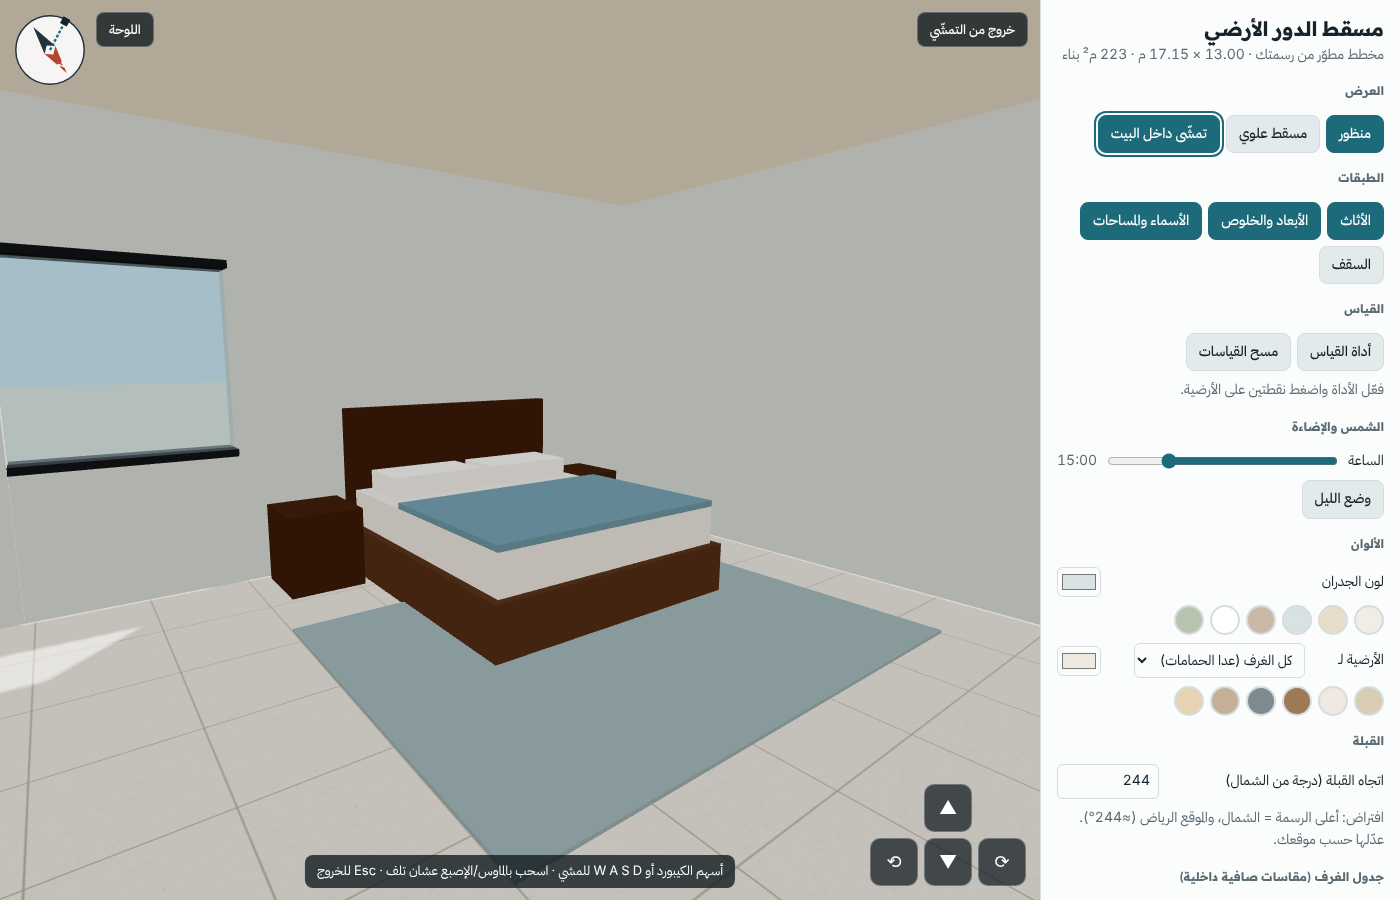 مسقط الدور الأرضي
مخطط مطوّر من رسمتك · 13.00 × 17.15 م · 223 م² بناء
العرض
منظور
مسقط علوي
تمشّى داخل البيت
الطبقات
الأثاث
الأبعاد والخلوص
الأسماء والمساحات
السقف
القياس
أداة القياس
مسح القياسات
فعّل الأداة واضغط نقطتين على الأرضية.
الشمس والإضاءة
الساعة
15:00
وضع الليل
الألوان
لون الجدران
الأرضية لـ
كل الغرف (عدا الحمامات)
القبلة
اتجاه القبلة (درجة من الشمال)
244
افتراض: أعلى الرسمة = الشمال، والموقع الرياض (≈244°).
عدّلها حسب موقعك.
جدول الغرف (مقاسات صافية داخلية)
خروج من التمشّي
اللوحة
أسهم الكيبورد أو W A S D للمشي · اسحب بالماوس/الإصبع عشان تلف · Esc للخروج